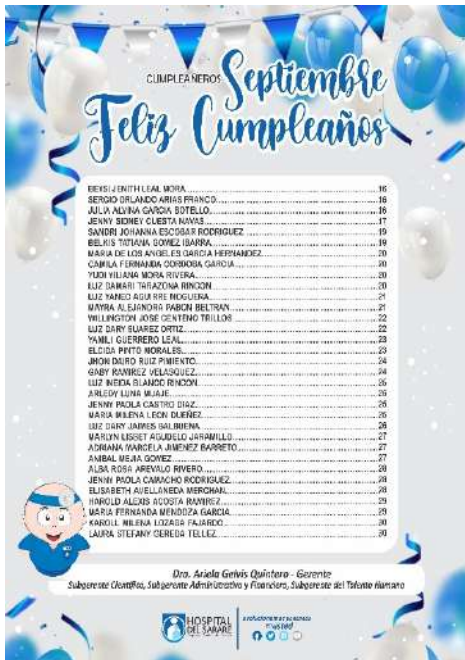 CUMPLEAÑEROS Septiembre
Feliz Cumpleaños
DEYSI JENITH LEAL MORA 16
SERGIO ORLANDO ARIAS FRANCO 16
JULIA ALVINA GARCIA BOTELLO 16
JENNY SIDNEY CUESTA NAVAS 17
SANDRI JOHANNA ESCOBAR RODRIGUEZ 19
BELKIS TATIANA GOMEZ IBARRA 19
MARIA DE LOS ANGELES GARCIA HERNANDEZ 20
CAMILA FERNANDA CORDOBA GARCIA 20
YUDI YILIANA MORA RIVERA 20
LUZ DAMARI TARAZONA RINCON 20
LUZ YANED AGUIRRE NOGUERA 21
MAYRA ALEJANDRA PABON BELTRAN 21
WILLINGTON JOSE CENTENO TRILLOS 22
LUZ DARY SUAREZ ORTIZ 22
YAMILI GUERRERO LEAL 23
ELCIDA PINTO MORALES 23
JHON DAIRO RUIZ PIMIENTO 24
GABY RAMIREZ VELASQUEZ 24
LUZ NEIDA BLANCO RINCON 25
ARLEDY LUNA MUAJE 25
JENNY PAOLA CASTRO DIAZ 25
MARIA MILENA LEON DUEÑEZ 25
LUZ DARY JAIMES BALBUENA 26
MARLYN LISSET AGUDELO JARAMILLO 27
ADRIANA MARCELA JIMENEZ BARRETO 27
ANIBAL MEJIA GOMEZ 27
ALBA ROSA AREVALO RIVERO 28
JENNY PAOLA CAMACHO RODRIGUEZ 28
ELISABETH AVELLANEDA MERCHAN 28
HAROLD ALEXIS ACOSTA RAMIREZ 29
MARIA FERNANDA MENDOZA GARCIA 29
KAROLL MILENA LOZADA FAJARDO 30
LAURA STEFANY GEREDA TELLEZ 30
Dra. Ariela Gelvis Quintero - Gerente
Subgerente Científico, Subgerente Administrativo y Financiero, Subgerente del Talento Humano
HOSPITAL
DEL SARARE